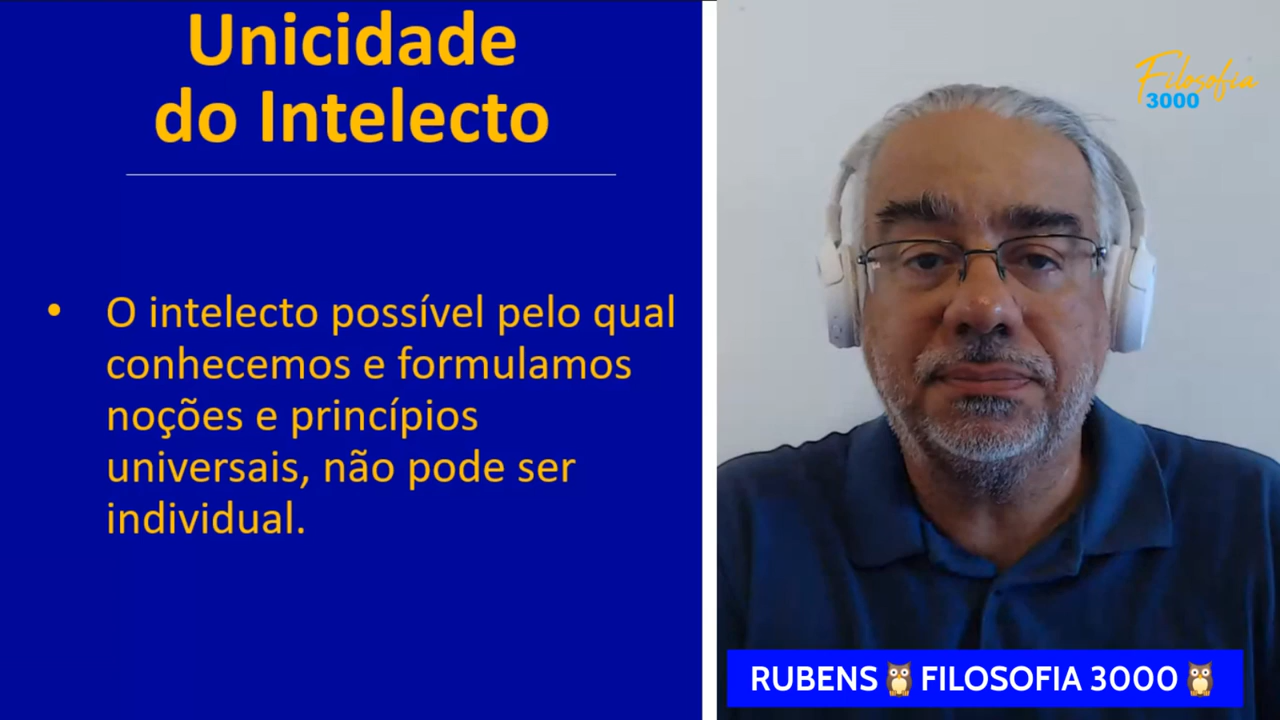 Unicidade
do Intelecto
• O intelecto possível pelo qual
conhecemos e formulamos
noções e princípios
universais, não pode ser
individual.
Filosofia
3000
RUBENS🦉FILOSOFIA 3000🦉